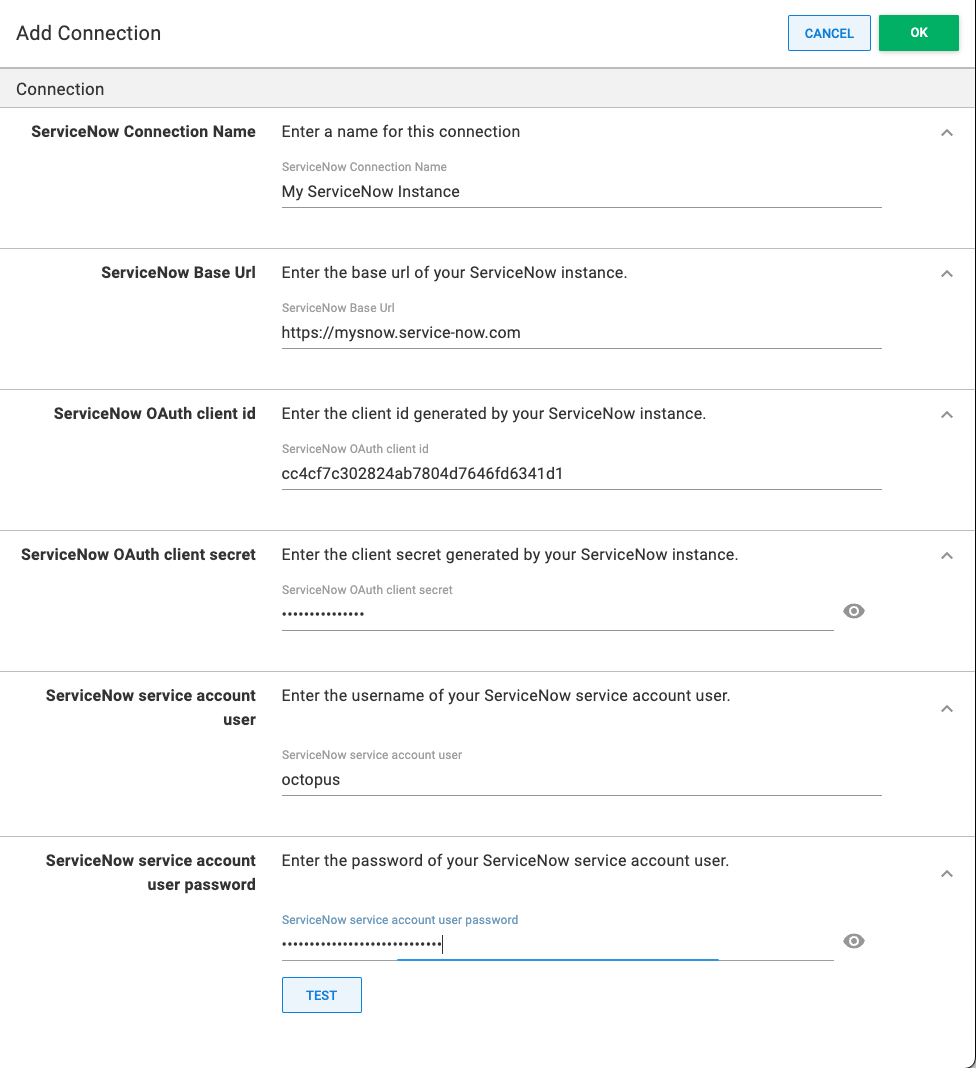 Add Connection
CANCEL
OK
Connection
ServiceNow Connection Name
Enter a name for this connection
ServiceNow Connection Name
My ServiceNow Instance
ServiceNow Base Url
Enter the base url of your ServiceNow instance.
ServiceNow Base Url
https://mysnow.service-now.com
ServiceNow OAuth client id
Enter the client id generated by your ServiceNow instance.
ServiceNow OAuth client id
cc4cf7c302824ab7804d7646fd6341d1
ServiceNow OAuth client secret
Enter the client secret generated by your ServiceNow instance.
ServiceNow OAuth client secret
•••••••••••••••
ServiceNow service account
user
Enter the username of your ServiceNow service account user.
ServiceNow service account user
octopus
ServiceNow service account
user password
Enter the password of your ServiceNow service account user.
ServiceNow service account user password
•••••••••••••••••••••••••••••
TEST